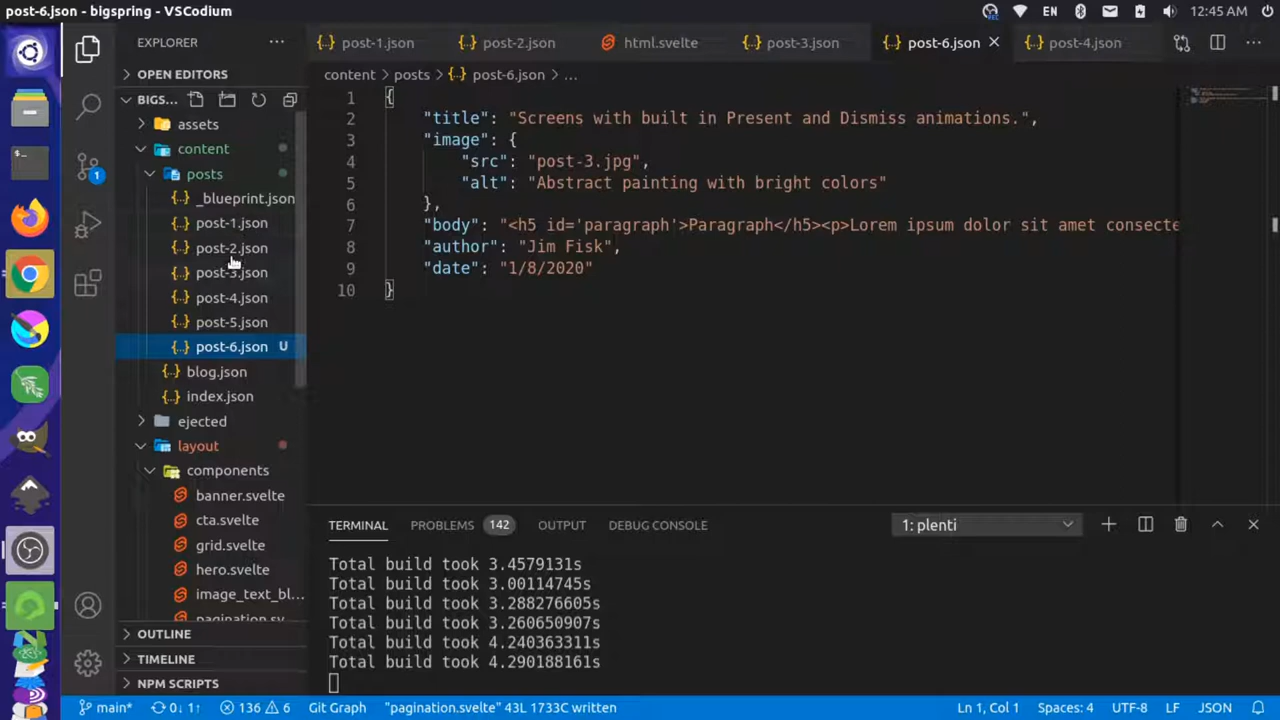 post-6.json - bigspring - VSCodium
EN
12:45 AM
EXPLORER
OPEN EDITORS
BIGS...
assets
content
posts
_blueprint.json
post-1.json
post-2.json
post-3.json
post-4.json
post-5.json
post-6.json U
blog.json
index.json
ejected
layout
components
banner.svelte
cta.svelte
grid.svelte
hero.svelte
image_text_bl...
pagination.sv
OUTLINE
TIMELINE
NPM SCRIPTS
1
post-1.json
post-2.json
html.svelte
post-3.json
post-6.json
post-4.json
content > posts > {..} post-6.json > ...
1 {
2 "title": "Screens with built in Present and Dismiss animations.",
3 "image": {
4 "src": "post-3.jpg",
5 "alt": "Abstract painting with bright colors"
6 },
7 "body": "<h5 id='paragraph'>Paragraph</h5><p>Lorem ipsum dolor sit amet consecte
8 "author": "Jim Fisk",
9 "date": "1/8/2020"
10 }
TERMINAL PROBLEMS 142 OUTPUT DEBUG CONSOLE
1: plenti
Total build took 3.4579131s
Total build took 3.00114745s
Total build took 3.288276605s
Total build took 3.260650907s
Total build took 4.240363311s
Total build took 4.290188161s
main* 0↓ 1↑ 136 6 Git Graph "pagination.svelte" 43L 1733C written
Ln 1, Col 1 Spaces: 4 UTF-8 LF JSON